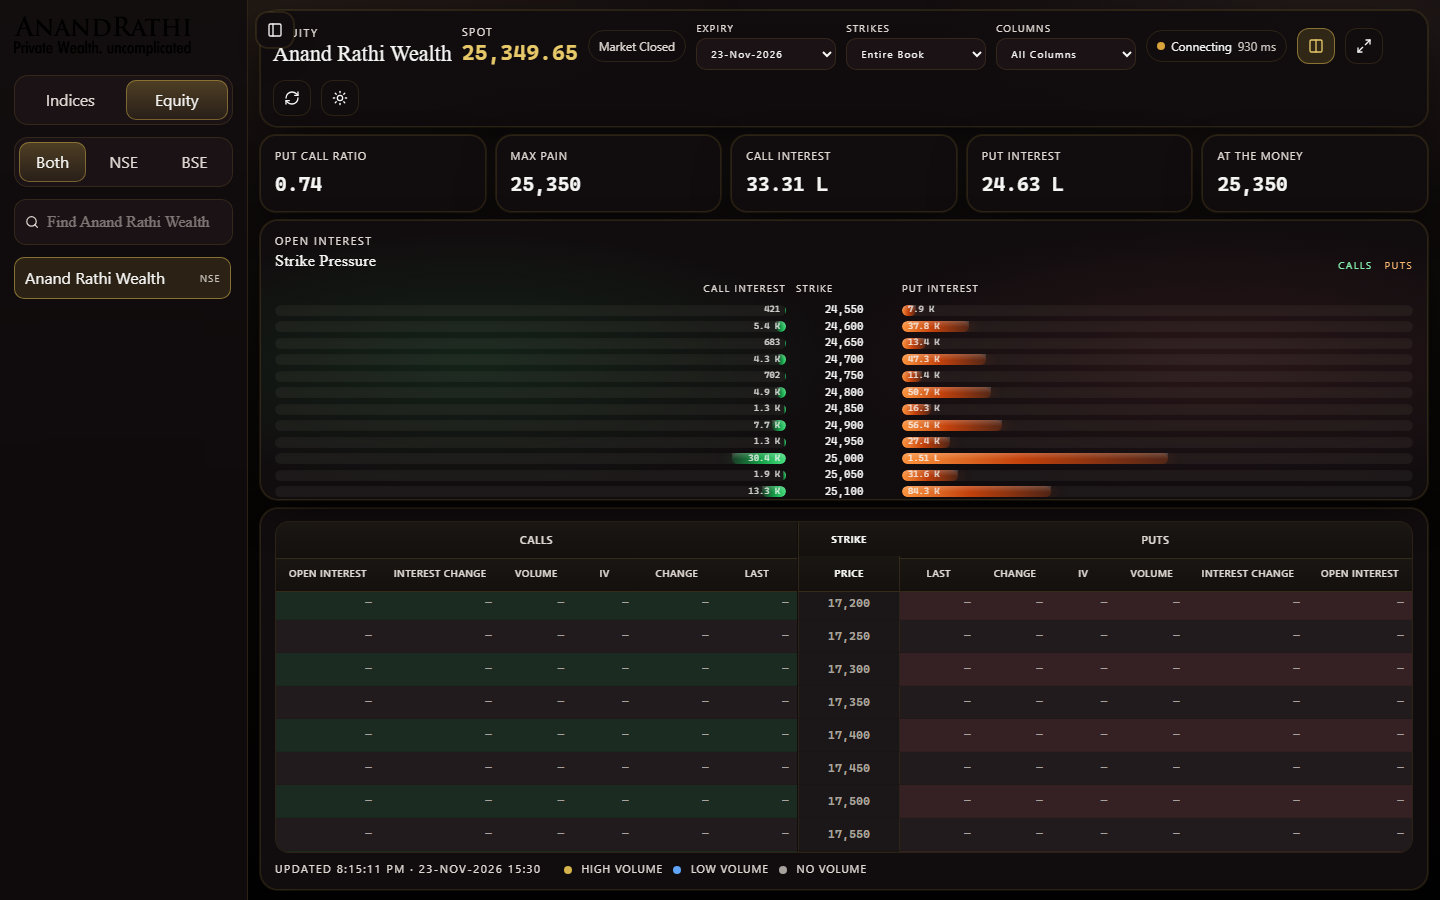 ANANDRATHI
Private Wealth. uncomplicated
Indices Equity
Both NSE BSE
Find Anand Rathi Wealth
Anand Rathi Wealth NSE
UITY
Anand Rathi Wealth
SPOT
25,349.65
Market Closed
EXPIRY
23-Nov-2026
STRIKES
Entire Book
COLUMNS
All Columns
Connecting 930 ms
PUT CALL RATIO
0.74
MAX PAIN
25,350
CALL INTEREST
33.31 L
PUT INTEREST
24.63 L
AT THE MONEY
25,350
OPEN INTEREST
Strike Pressure
CALLS PUTS
CALL INTEREST STRIKE PUT INTEREST
421 24,550 7.9 K
5.4 K 24,600 37.8 K
683 24,650 13.4 K
4.3 K 24,700 47.3 K
702 24,750 11.4 K
4.9 K 24,800 50.7 K
1.3 K 24,850 16.3 K
7.7 K 24,900 56.4 K
1.3 K 24,950 27.4 K
30.4 K 25,000 1.51 L
1.9 K 25,050 31.6 K
13.3 K 25,100 84.3 K
CALLS STRIKE PUTS
OPEN INTEREST INTEREST CHANGE VOLUME IV CHANGE LAST PRICE LAST CHANGE IV VOLUME INTEREST CHANGE OPEN INTEREST
— — — — — — 17,200 — — — — — —
— — — — — — 17,250 — — — — — —
— — — — — — 17,300 — — — — — —
— — — — — — 17,350 — — — — — —
— — — — — — 17,400 — — — — — —
— — — — — — 17,450 — — — — — —
— — — — — — 17,500 — — — — — —
— — — — — — 17,550 — — — — — —
UPDATED 8:15:11 PM · 23-NOV-2026 15:30 HIGH VOLUME LOW VOLUME NO VOLUME